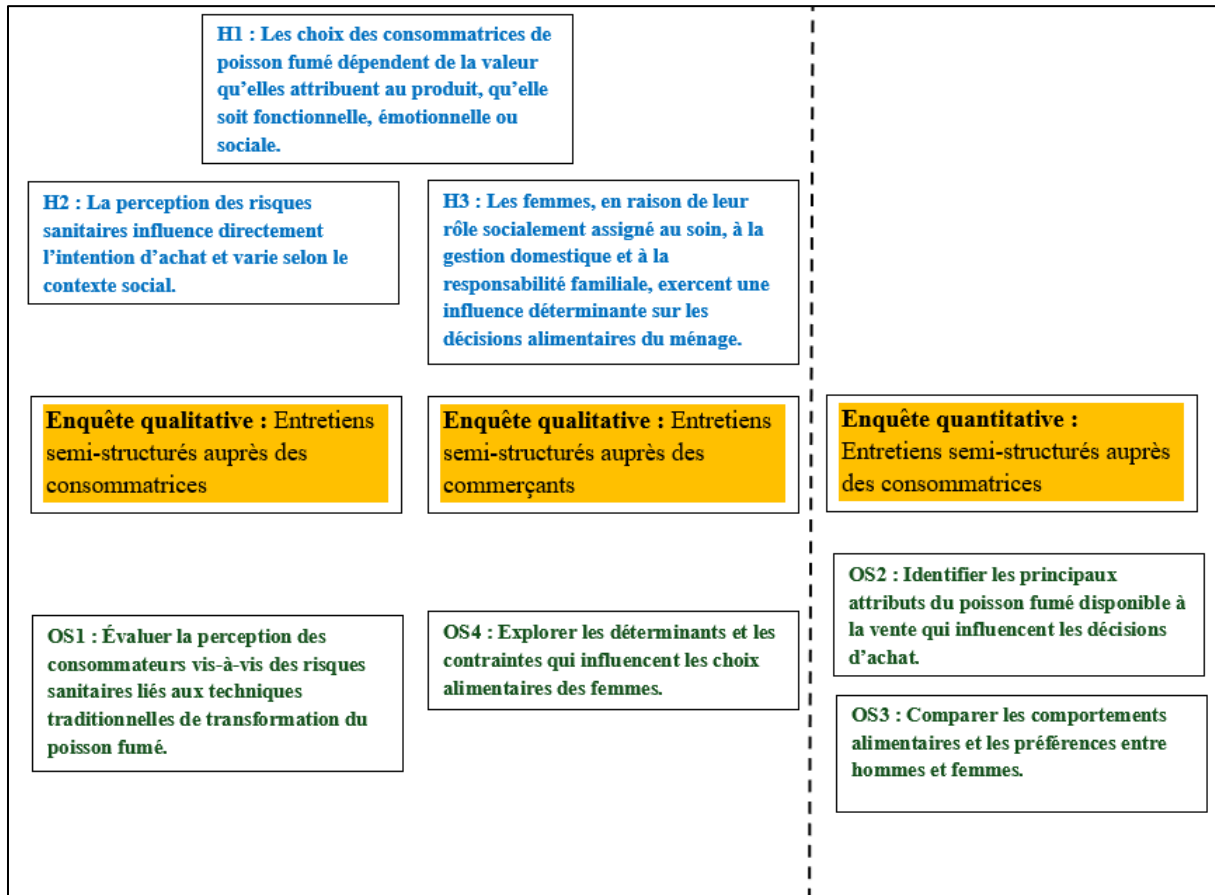 H1 : Les choix des consommatrices de
poisson fumé dépendent de la valeur
qu’elles attribuent au produit, qu’elle
soit fonctionnelle, émotionnelle ou
sociale.
H2 : La perception des risques
sanitaires influence directement
l’intention d’achat et varie selon le
contexte social.
H3 : Les femmes, en raison de leur
rôle socialement assigné au soin, à la
gestion domestique et à la
responsabilité familiale, exercent une
influence déterminante sur les
décisions alimentaires du ménage.
Enquête qualitative : Entretiens
semi-structurés auprès des
consommatrices
Enquête qualitative : Entretiens
semi-structurés auprès des
commerçants
Enquête quantitative :
Entretiens semi-structurés auprès
des consommatrices
OS1 : Évaluer la perception des
consommateurs vis-à-vis des risques
sanitaires liés aux techniques
traditionnelles de transformation du
poisson fumé.
OS4 : Explorer les déterminants et les
contraintes qui influencent les choix
alimentaires des femmes.
OS2 : Identifier les principaux
attributs du poisson fumé disponible à
la vente qui influencent les décisions
d’achat.
OS3 : Comparer les comportements
alimentaires et les préférences entre
hommes et femmes.